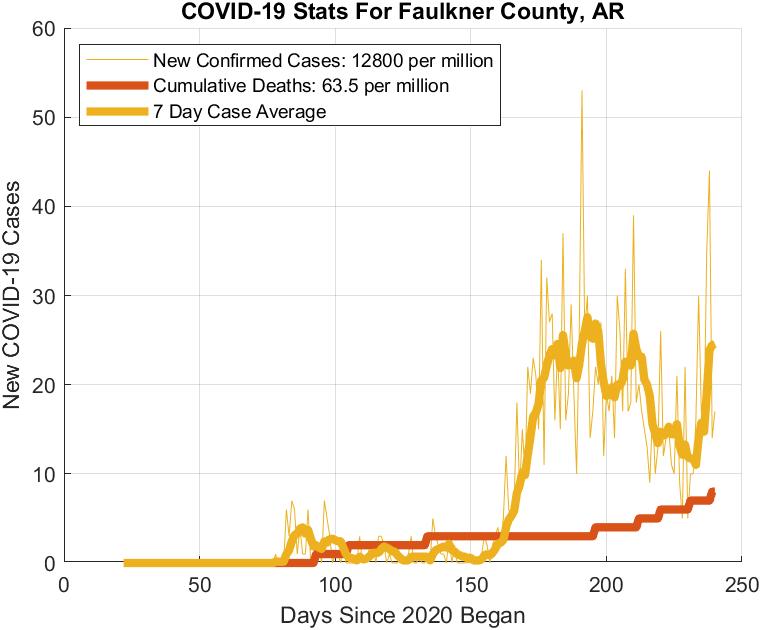 COVID-19 Stats For Faulkner County, AR
60
New Confirmed Cases: 12800 per million
Cumulative Deaths: 63.5 per million
7 Day Case Average
50
40
30
20
10
0
New COVID-19 Cases
0 50 100 150 200 250
Days Since 2020 Began